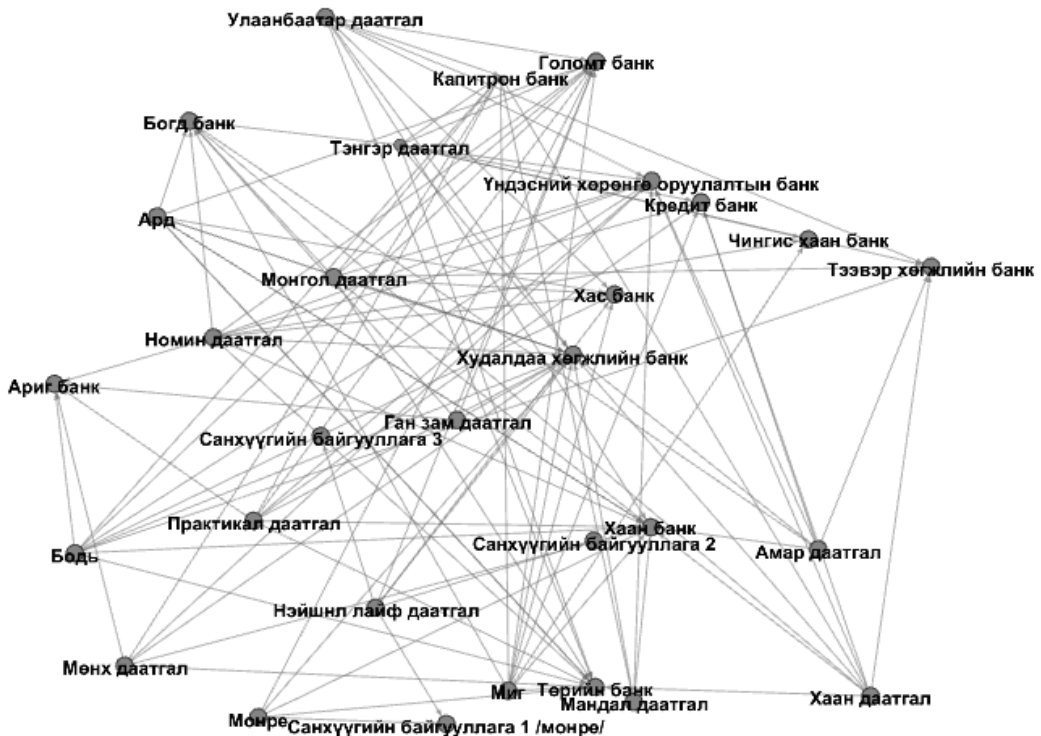 Улаанбаатар даатгал
Голомт банк
Капитрон банк
Богд банк
Тэнгэр даатгал
Үндэсний хөрөнгө оруулалтын банк
Кредит банк
Ард
Чингис хаан банк
Тээвэр хөгжлийн банк
Монгол даатгал
Хас банк
Номин даатгал
Худалдаа хөгжлийн банк
Ариг банк
Ган зам даатгал
Санхүүгийн байгууллага 3
Практикал даатгал
Хаан банк
Санхүүгийн байгууллага 2
Амар даатгал
Бодь
Нэйшнл лайф даатгал
Мөнх даатгал
Миг
Төрийн банк
Мандал даатгал
Хаан даатгал
Монре
Санхүүгийн байгууллага 1 /монре/